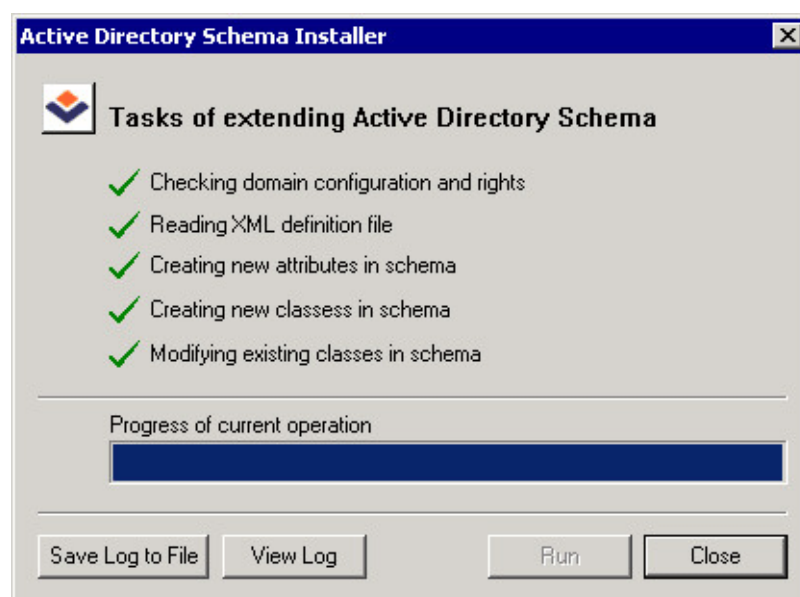 Active Directory Schema Installer
Tasks of extending Active Directory Schema
Checking domain configuration and rights
Reading XML definition file
Creating new attributes in schema
Creating new classess in schema
Modifying existing classes in schema
Progress of current operation
Save Log to File View Log Run Close